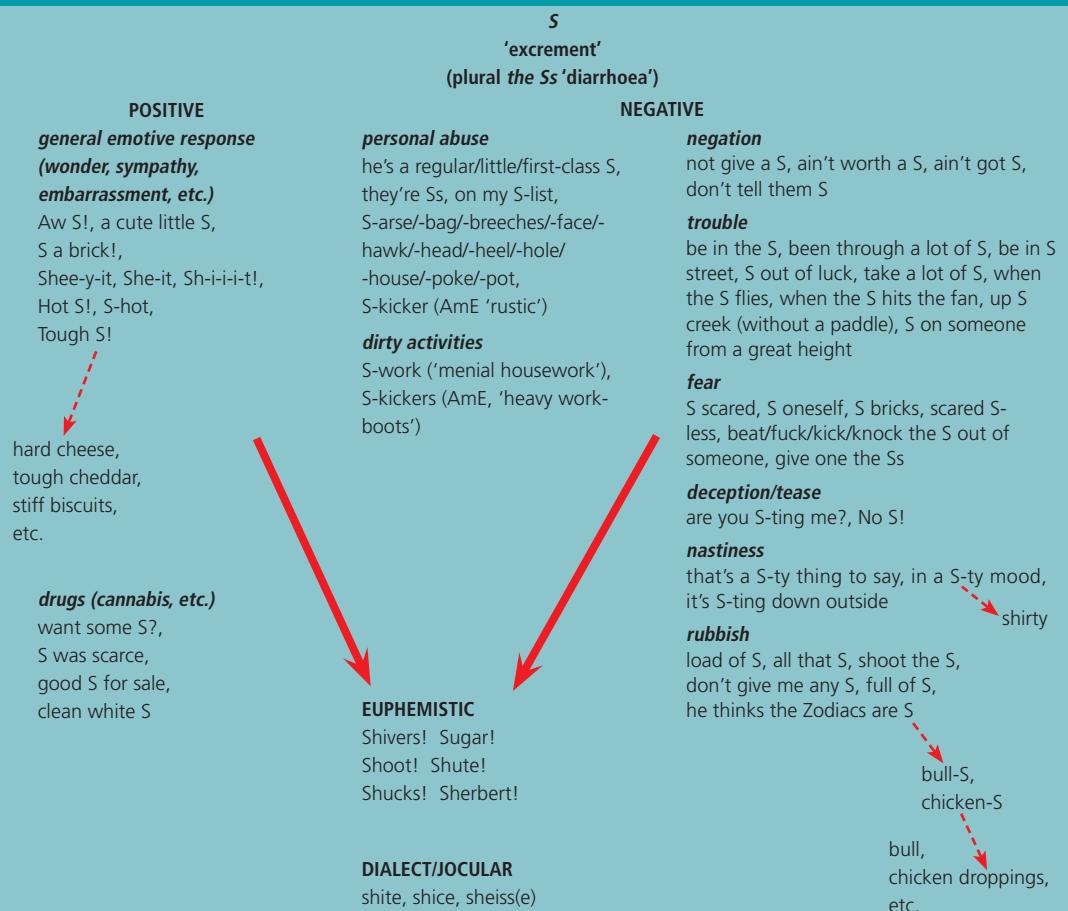 S
‘excrement’
(plural the Ss ‘diarrhoea’)
POSITIVE
general emotive response
(wonder, sympathy,
embarrassment, etc.)
Aw S!, a cute little S,
S a brick!,
Shee-y-it, She-it, Sh-i-i-i-t!,
Hot S!, S-hot,
Tough S!
hard cheese,
tough cheddar,
stiff biscuits,
etc.
drugs (cannabis, etc.)
want some S?,
S was scarce,
good S for sale,
clean white S
NEGATIVE
personal abuse
he’s a regular/little/first-class S,
they’re Ss, on my S-list,
S-arse/-bag/-breeches/-face/-
hawk/-head/-heel/-hole/
-house/-poke/-pot,
S-kicker (AmE ‘rustic’)
dirty activities
S-work (‘menial housework’),
S-kickers (AmE, ‘heavy work-
boots’)
negation
not give a S, ain’t worth a S, ain’t got S,
don’t tell them S
trouble
be in the S, been through a lot of S, be in S
street, S out of luck, take a lot of S, when
the S flies, when the S hits the fan, up S
creek (without a paddle), S on someone
from a great height
fear
S scared, S oneself, S bricks, scared S-
less, beat/fuck/kick/knock the S out of
someone, give one the Ss
deception/tease
are you S-ting me?, No S!
nastiness
that’s a S-ty thing to say, in a S-ty mood,
it’s S-ting down outside
shirty
rubbish
load of S, all that S, shoot the S,
don’t give me any S, full of S,
he thinks the Zodiacs are S
bull-S,
chicken-S
bull,
chicken droppings,
etc.
EUPHEMISTIC
Shivers! Sugar!
Shoot! Shute!
Shucks! Sherbert!
DIALECT/JOCULAR
shite, shice, sheiss(e)